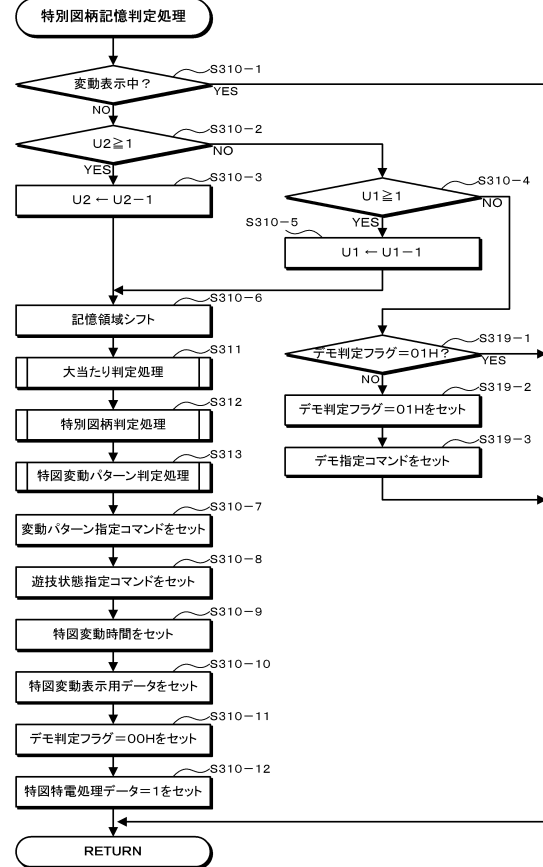 特別図柄記憶判定処理
S310-1
変動表示中？
YES
NO
S310-2
U2≧1
NO
YES
S310-3
U2 ← U2-1
S310-4
U1≧1
NO
YES
S310-5
U1 ← U1-1
S310-6
記憶領域シフト
S311
大当たり判定処理
S312
特別図柄判定処理
S313
特図変動パターン判定処理
S319-1
デモ判定フラグ=01H？
YES
NO
S319-2
デモ判定フラグ=01Hをセット
S319-3
デモ指定コマンドをセット
S310-7
変動パターン指定コマンドをセット
S310-8
遊技状態指定コマンドをセット
S310-9
特図変動時間をセット
S310-10
特図変動表示用データをセット
S310-11
デモ判定フラグ=00Hをセット
S310-12
特図特電処理データ=1をセット
RETURN